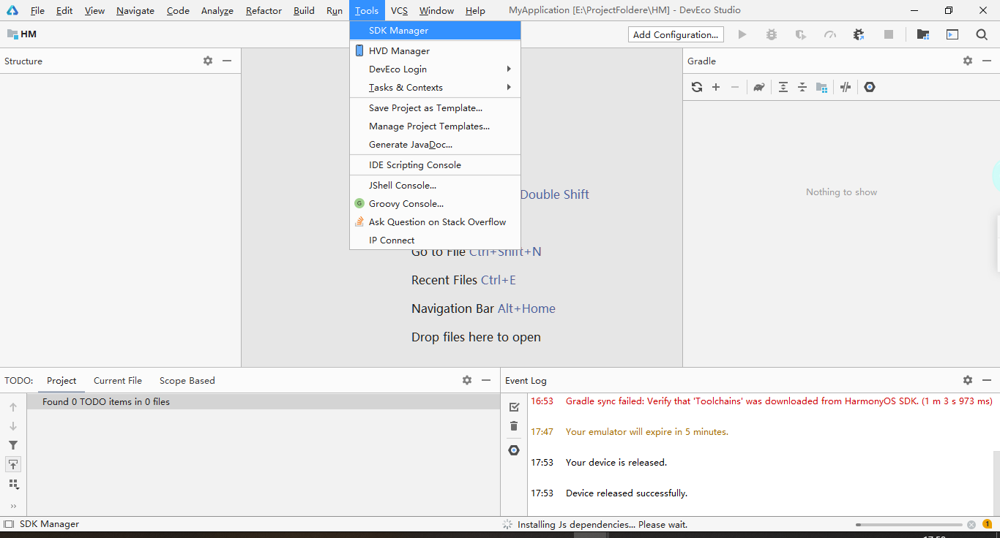 File Edit View Navigate Code Analyze Refactor Build Run Tools VCS Window Help MyApplication [E:\ProjectFoldere\HM] - DevEco Studio
HM
Add Configuration...
SDK Manager
HVD Manager
DevEco Login
Tasks & Contexts
Save Project as Template...
Manage Project Templates...
Generate JavaDoc...
IDE Scripting Console
JShell Console...
G Groovy Console...
Ask Question on Stack Overflow
IP Connect
Structure
Double Shift
Go to File Ctrl+Shift+N
Recent Files Ctrl+E
Navigation Bar Alt+Home
Drop files here to open
Gradle
Nothing to show
TODO: Project Current File Scope Based
Found 0 TODO items in 0 files
Event Log
16:53 Gradle sync failed: Verify that 'Toolchains' was downloaded from HarmonyOS SDK. (1 m 3 s 973 ms)
17:47 Your emulator will expire in 5 minutes.
17:53 Your device is released.
17:53 Device released successfully.
SDK Manager
Installing Js dependencies... Please wait.
1